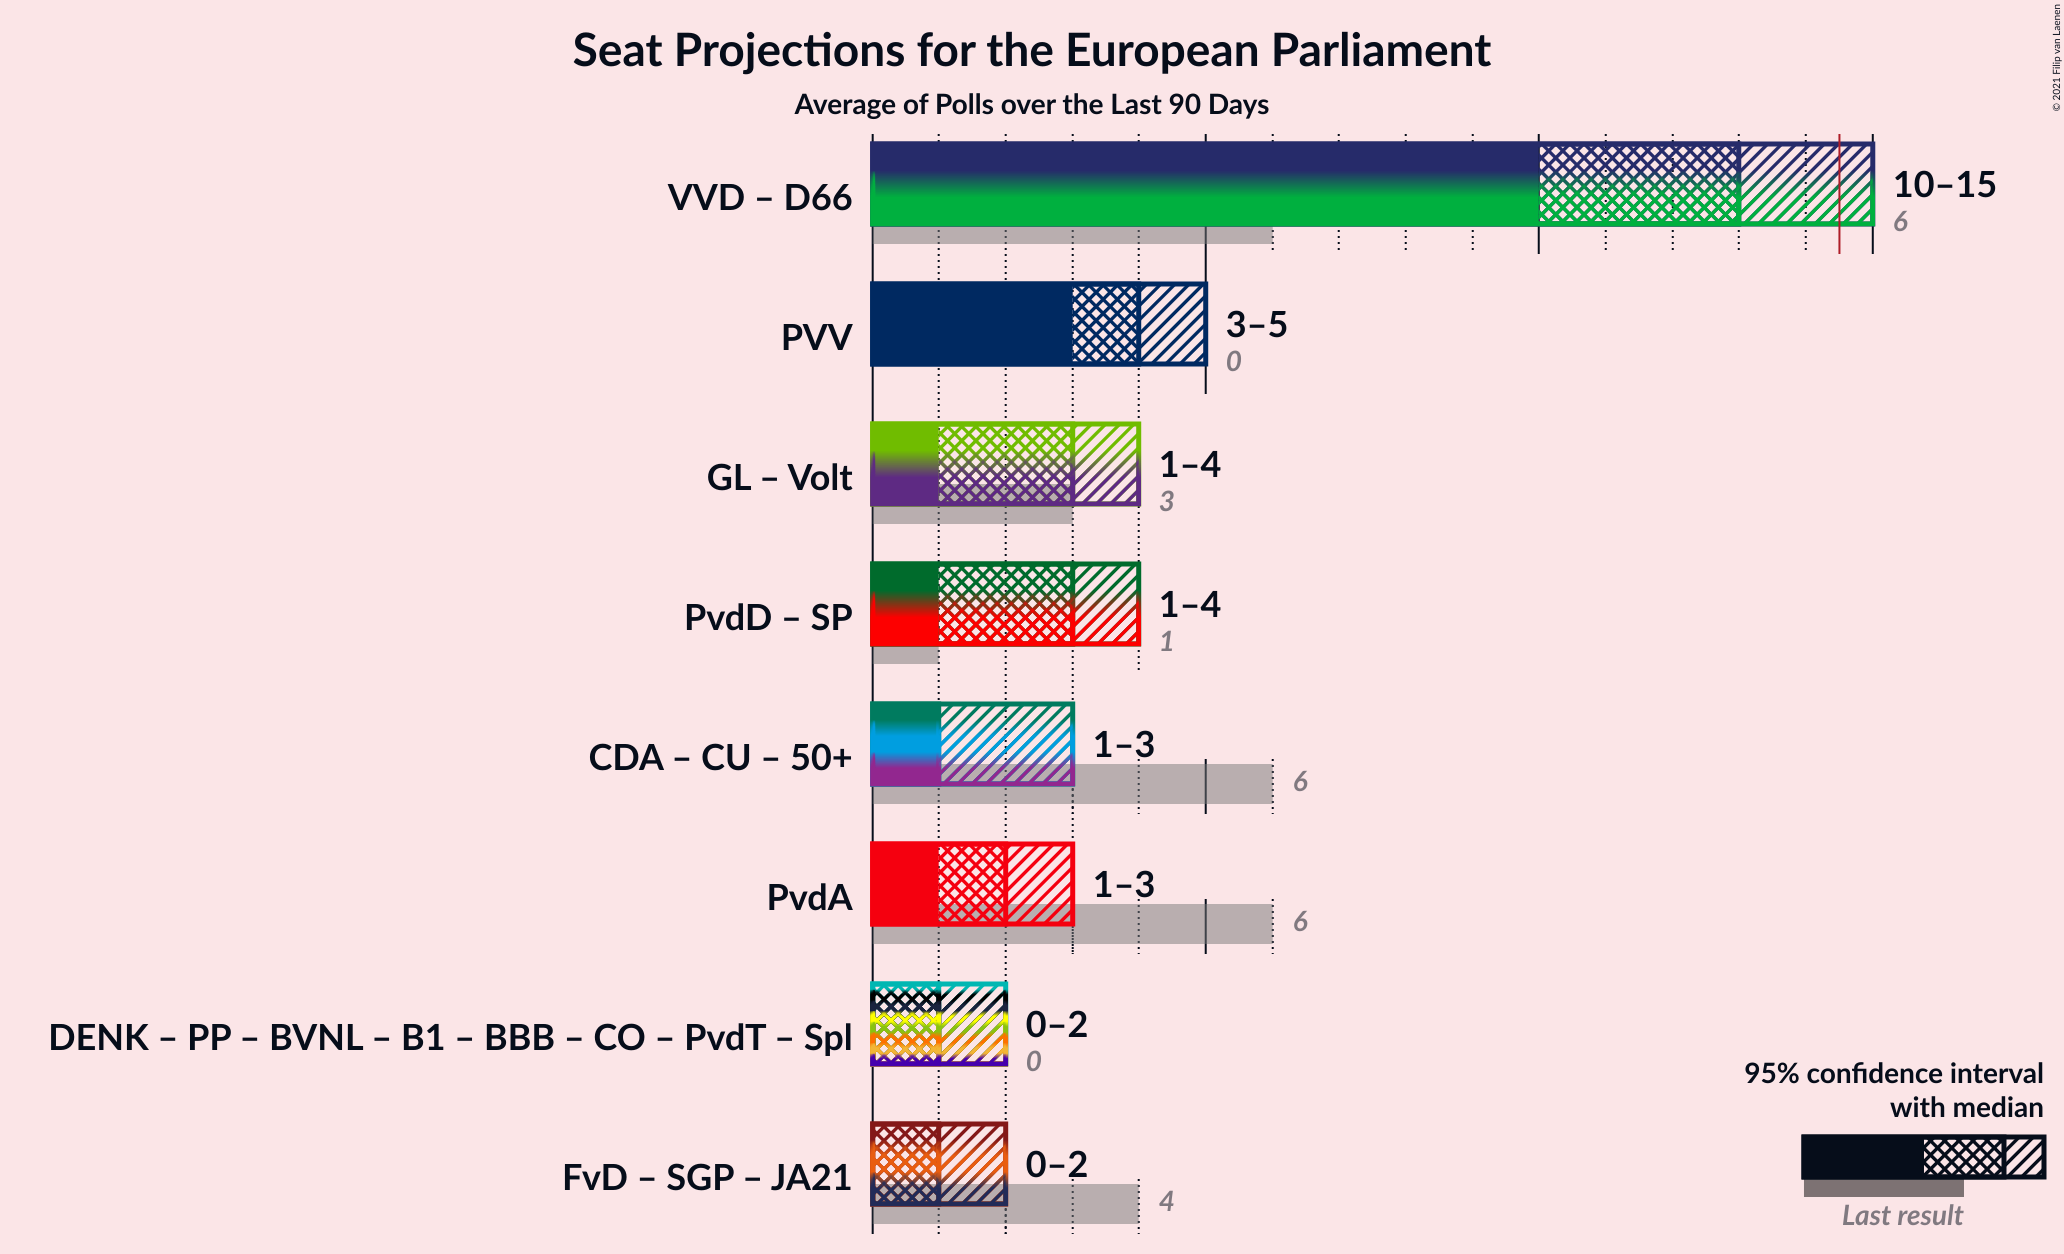 Seat Projections for the European Parliament
Average of Polls over the Last 90 Days
© 2021 Filip van Laenen
VVD – D66
10–15
6
PVV
3–5
0
GL – Volt
1–4
3
PvdD – SP
1–4
1
CDA – CU – 50+
1–3
6
PvdA
1–3
6
DENK – PP – BVNL – B1 – BBB – CO – PvdT – Spl
0–2
0
FvD – SGP – JA21
0–2
4
95% confidence interval
with median
Last result